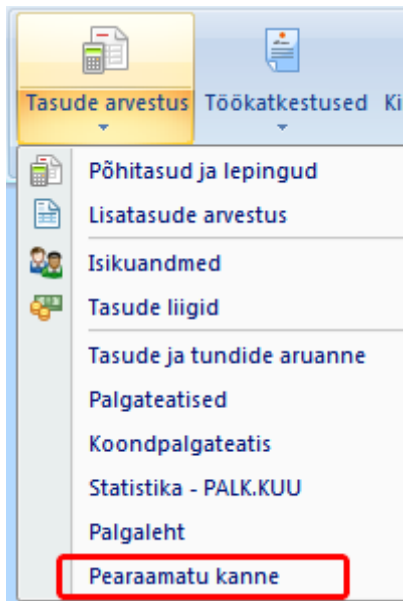 Tasude arvestus Töökatkestused
Põhitasud ja lepingud
Lisatasude arvestus
Isikuandmed
Tasude liigid
Tasude ja tundide aruanne
Palgateatised
Koondpalgateatis
Statistika - PALK.KUU
Palgaleht
Pearaamatu kanne